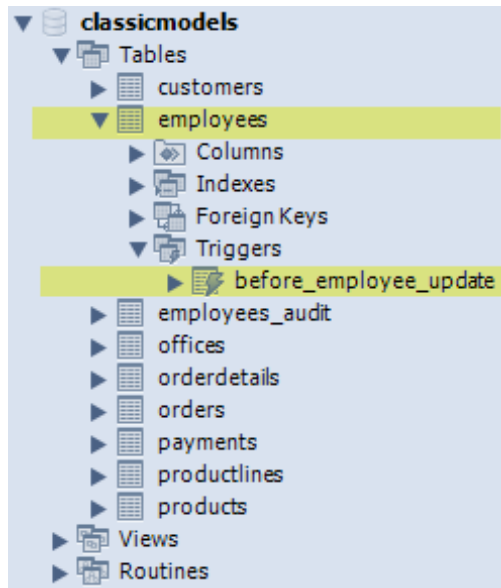 classicmodels
Tables
customers
employees
Columns
Indexes
Foreign Keys
Triggers
before_employee_update
employees_audit
offices
orderdetails
orders
payments
productlines
products
Views
Routines